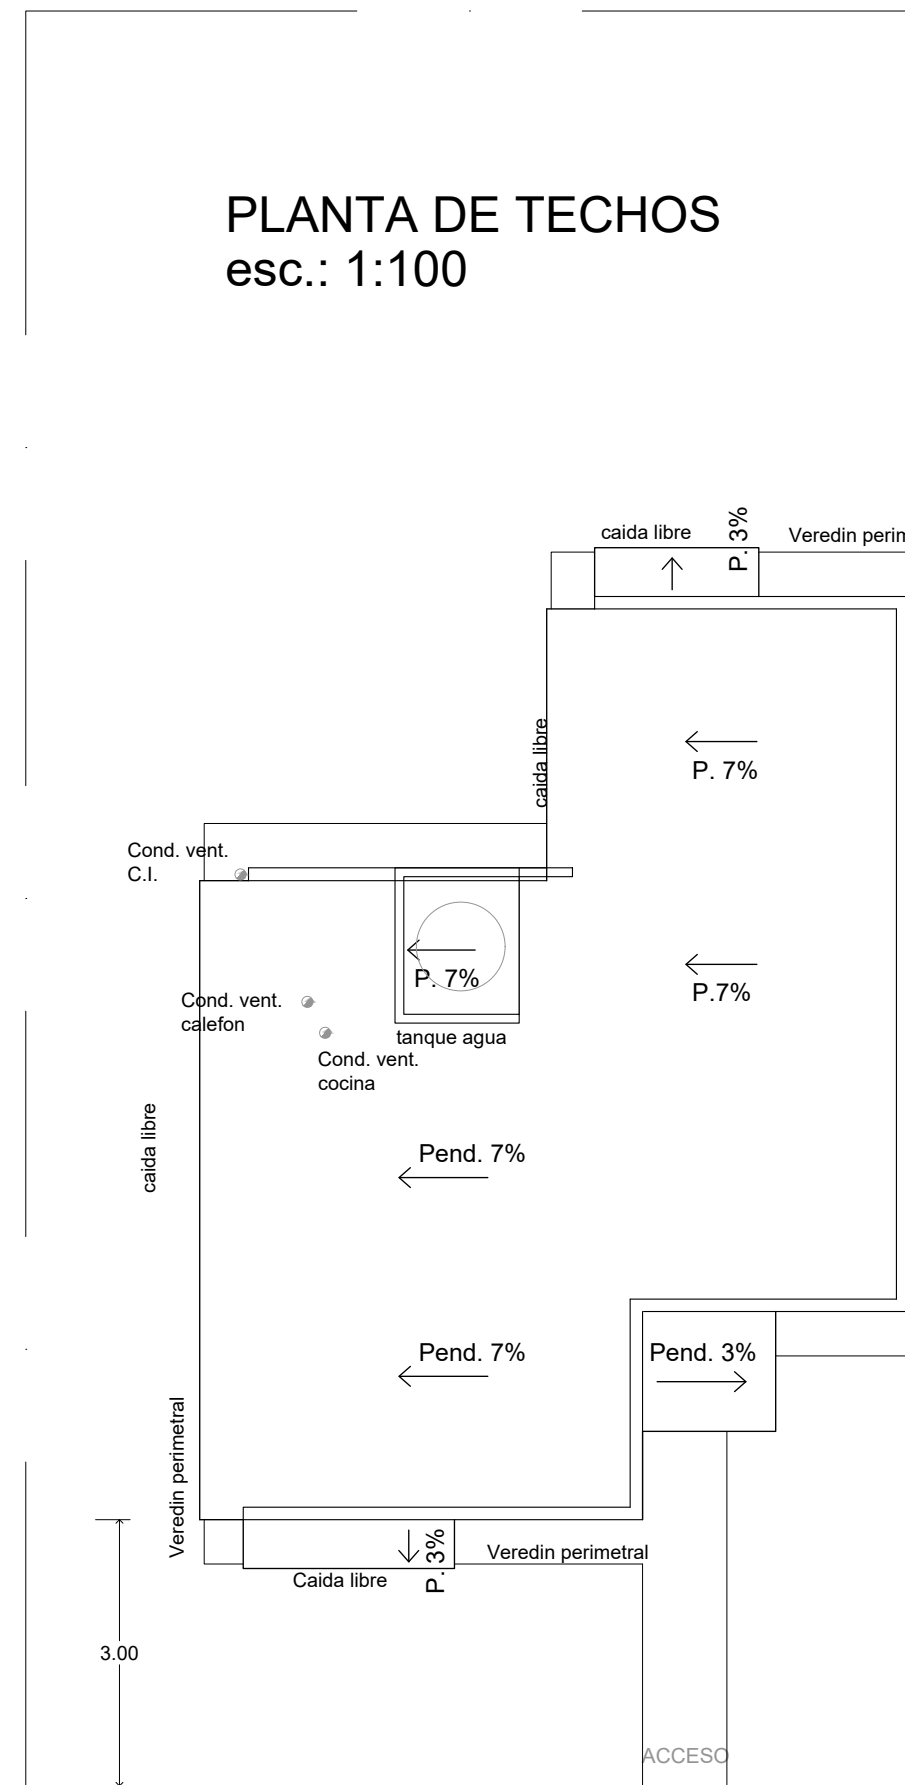 PLANTA DE TECHOS
esc.: 1:100
caida libre
P. 3%
Veredin perim
caida libre
P. 7%
Cond. vent.
C.I.
P. 7%
P.7%
Cond. vent.
calefon
tanque agua
Cond. vent.
cocina
caida libre
Pend. 7%
Pend. 7%
Pend. 3%
Veredin perimetral
P. 3%
Veredin perimetral
Caida libre
3.00
ACCESO